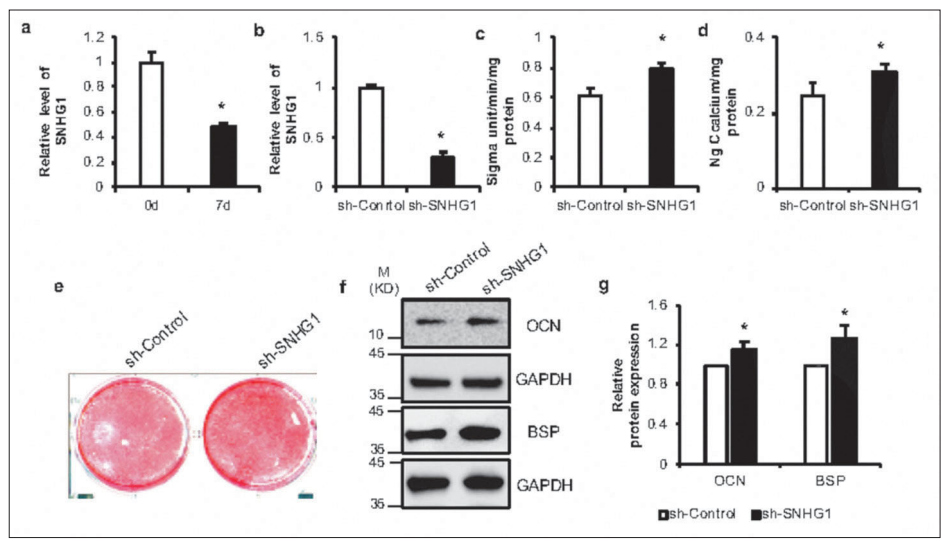 a
Relative level of
SNHG1
1.2
1
0.8
0.6
0.4
0.2
0
*
0d
7d
b
Relative level of
SNHG1
1.5
1
0.5
0
*
sh-Control sh-SNHG1
c
Sigma unit/min/mg
protein
1
0.8
0.6
0.4
0.2
0
*
sh-Control sh-SNHG1
d
Ng C calcium/mg
protein
0.4
0.2
0
*
sh-Control sh-SNHG1
e
sh-Control
sh-SNHG1
f
M
(KD)
sh-Control
sh-SNHG1
10
OCN
45
35
GAPDH
45
35
BSP
45
35
GAPDH
g
Relative
protein expression
1.6
1.2
0.8
0.4
0
*
*
OCN
BSP
sh-Control
sh-SNHG1